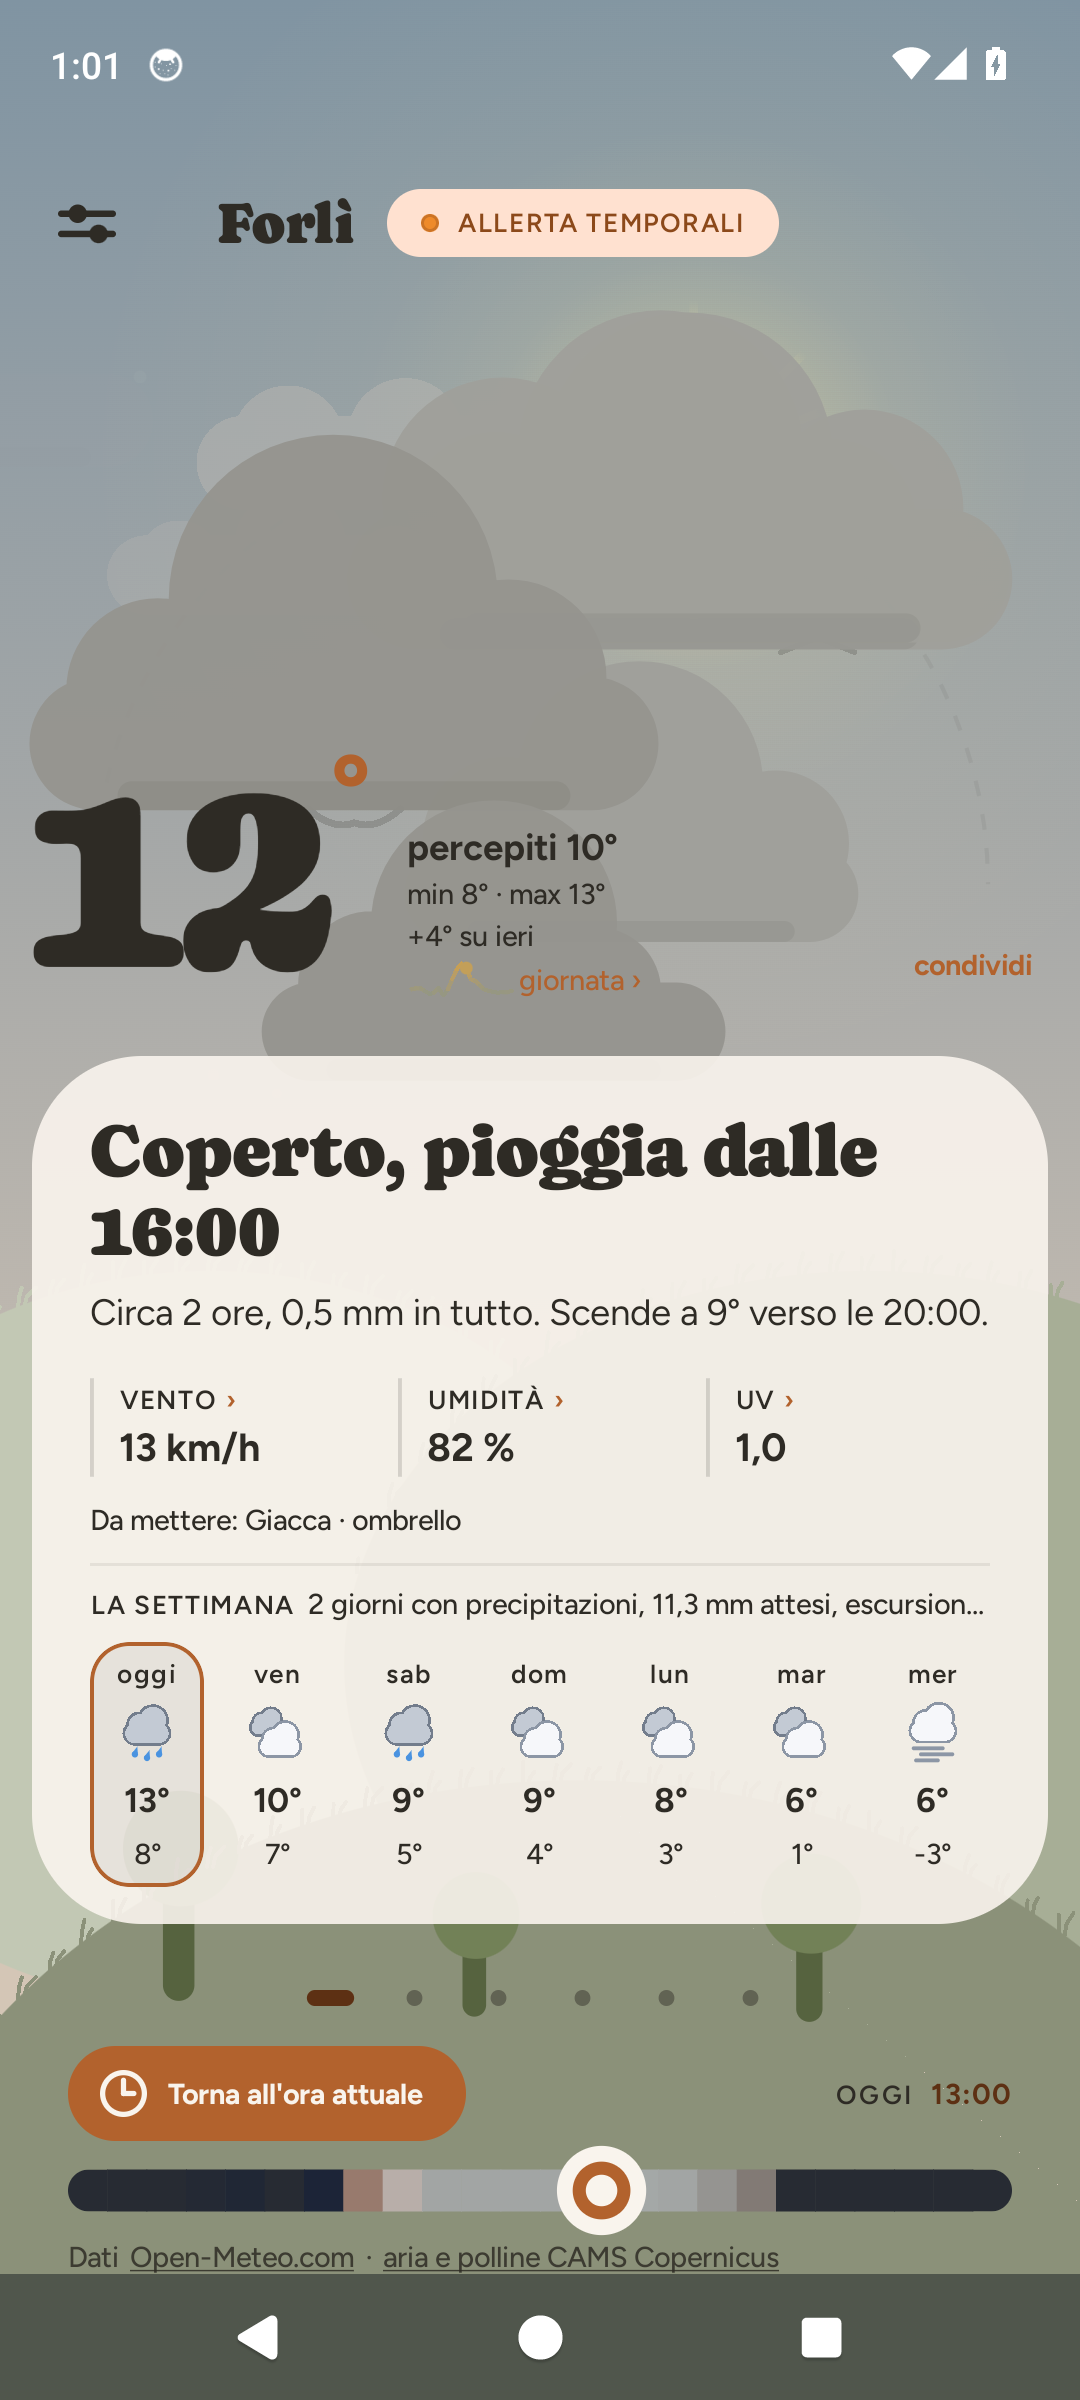 1:01
Forlì
ALLERTA TEMPORALI
12
percepiti 10°
min 8° · max 13°
+4° su ieri
giornata ›
condividi
Coperto, pioggia dalle
16:00
Circa 2 ore, 0,5 mm in tutto. Scende a 9° verso le 20:00.
VENTO › UMIDITÀ › UV ›
13 km/h 82 % 1,0
Da mettere: Giacca · ombrello
LA SETTIMANA 2 giorni con precipitazioni, 11,3 mm attesi, escursion...
oggi ven sab dom lun mar mer
13° 10° 9° 9° 8° 6° 6°
8° 7° 5° 4° 3° 1° -3°
Torna all'ora attuale
OGGI 13:00
Dati Open-Meteo.com · aria e polline CAMS Copernicus